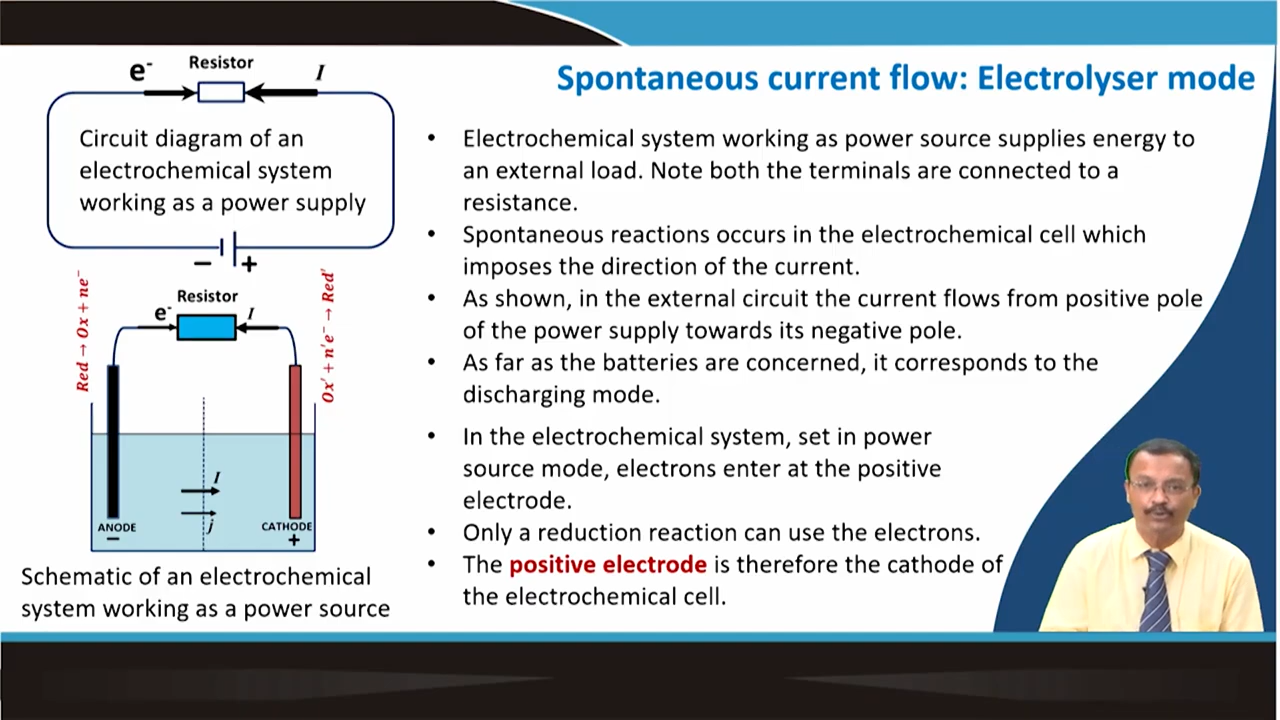 Spontaneous current flow: Electrolyser mode
e⁻ Resistor I
Circuit diagram of an
electrochemical system
working as a power supply
− +
Red → Ox + ne⁻
Ox′ + n′e⁻ → Red′
Resistor
e⁻ I
I
j
ANODE CATHODE
− +
Schematic of an electrochemical
system working as a power source
• Electrochemical system working as power source supplies energy to
an external load. Note both the terminals are connected to a
resistance.
• Spontaneous reactions occurs in the electrochemical cell which
imposes the direction of the current.
• As shown, in the external circuit the current flows from positive pole
of the power supply towards its negative pole.
• As far as the batteries are concerned, it corresponds to the
discharging mode.
• In the electrochemical system, set in power
source mode, electrons enter at the positive
electrode.
• Only a reduction reaction can use the electrons.
• The positive electrode is therefore the cathode of
the electrochemical cell.